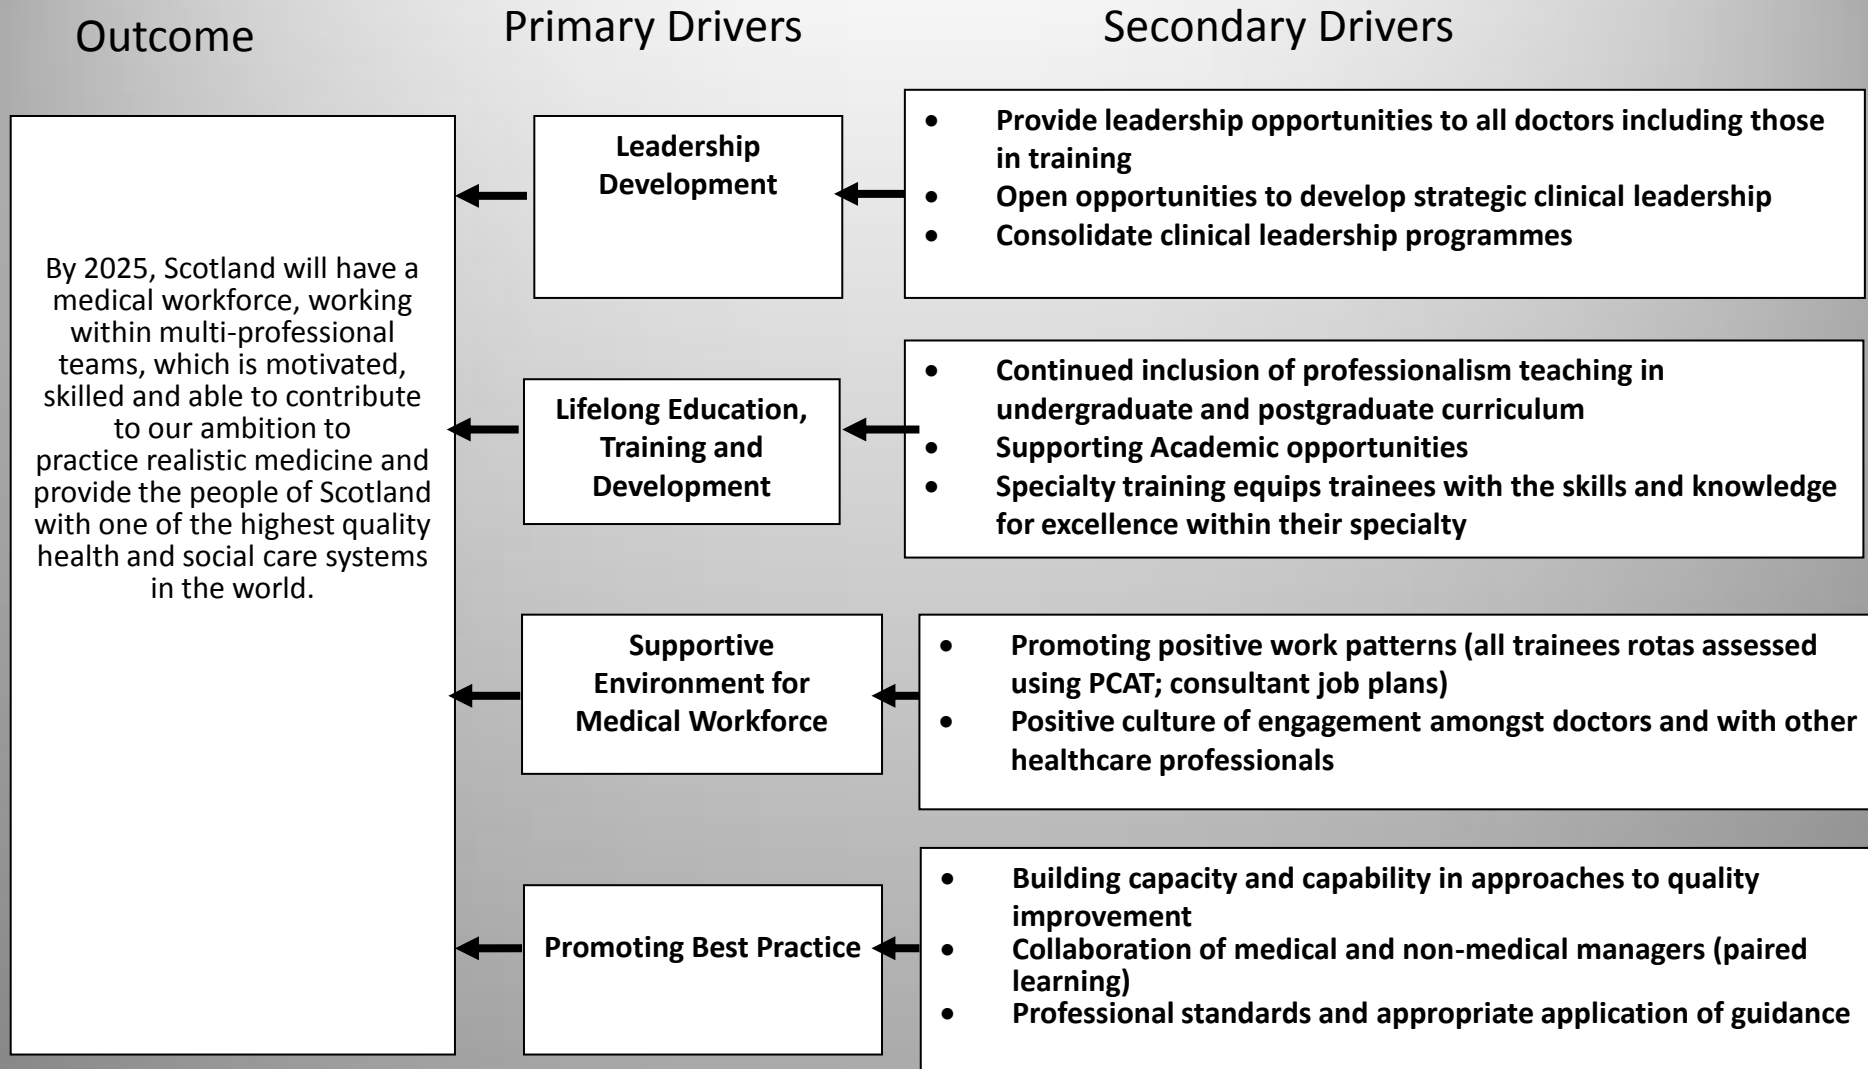 Outcome
Primary Drivers
Secondary Drivers
By 2025, Scotland will have a
medical workforce, working
within multi-professional
teams, which is motivated,
skilled and able to contribute
to our ambition to
practice realistic medicine and
provide the people of Scotland
with one of the highest quality
health and social care systems
in the world.
Leadership
Development
• Provide leadership opportunities to all doctors including those
in training
• Open opportunities to develop strategic clinical leadership
• Consolidate clinical leadership programmes
Lifelong Education,
Training and
Development
• Continued inclusion of professionalism teaching in
undergraduate and postgraduate curriculum
• Supporting Academic opportunities
• Specialty training equips trainees with the skills and knowledge
for excellence within their specialty
Supportive
Environment for
Medical Workforce
• Promoting positive work patterns (all trainees rotas assessed
using PCAT; consultant job plans)
• Positive culture of engagement amongst doctors and with other
healthcare professionals
Promoting Best Practice
• Building capacity and capability in approaches to quality
improvement
• Collaboration of medical and non-medical managers (paired
learning)
• Professional standards and appropriate application of guidance